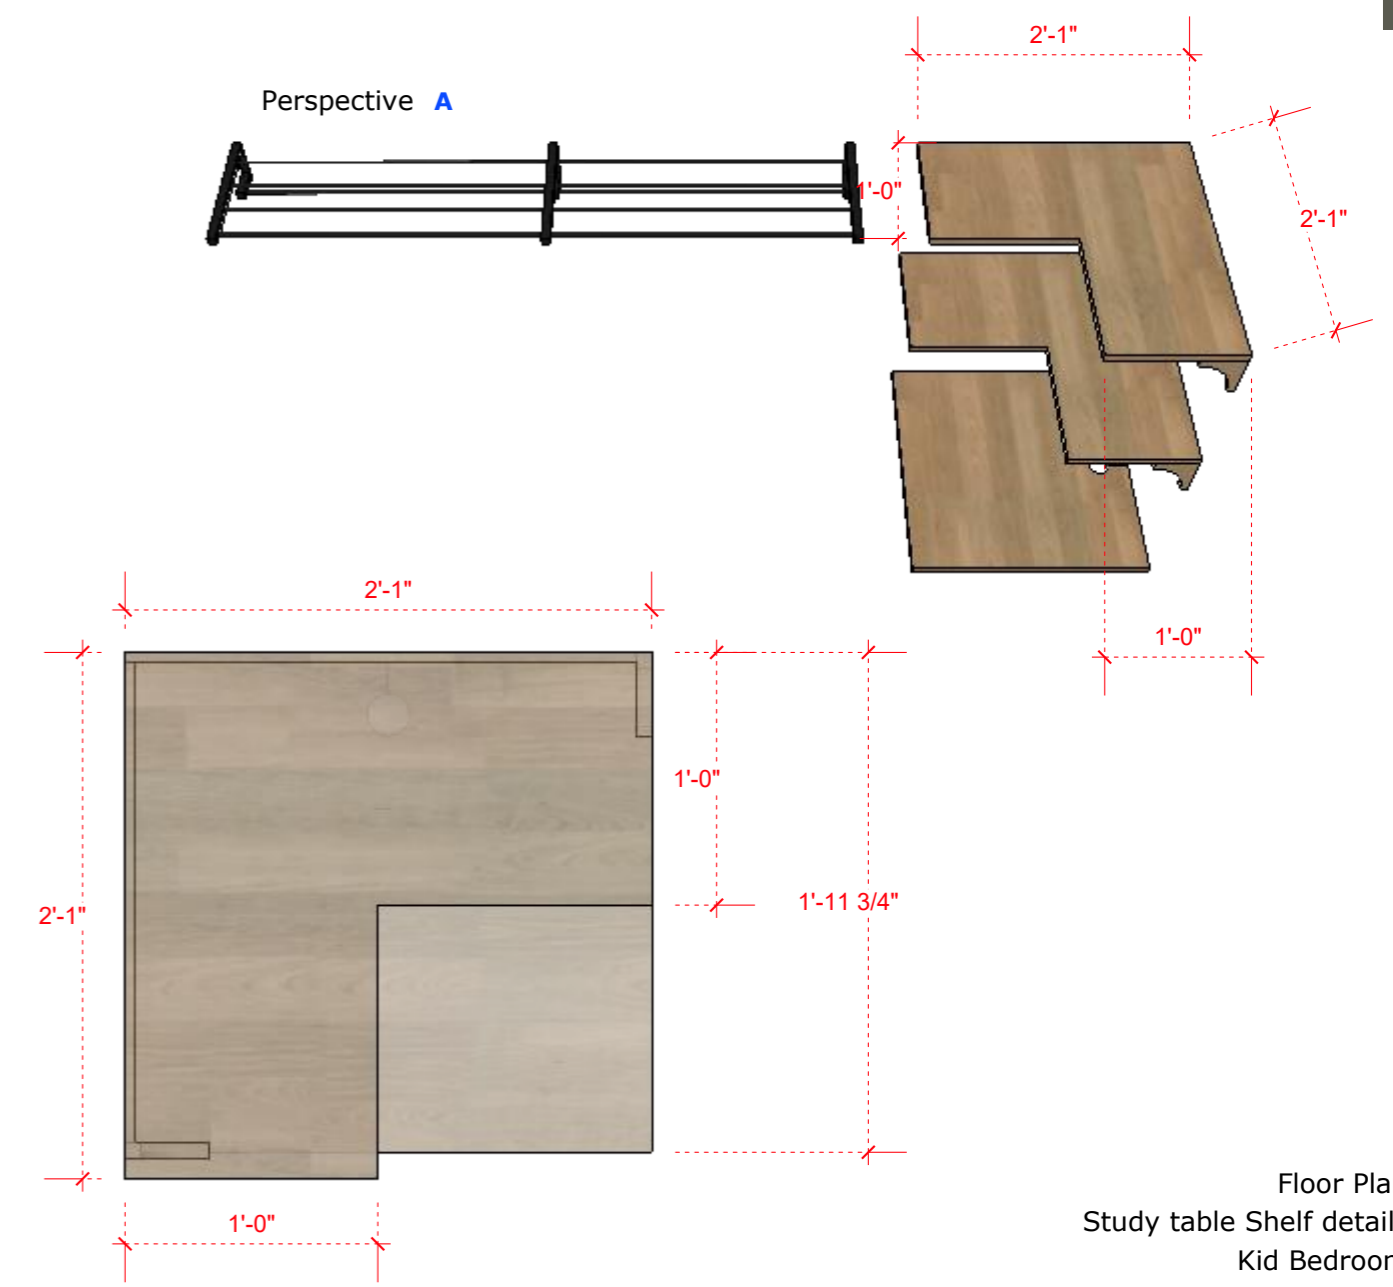 2'-1"
Perspective A
1'-0"
2'-1"
2'-1"
1'-0"
1'-0"
2'-1"
1'-11 3/4"
1'-0"
Floor Pla
Study table Shelf detail
Kid Bedroor